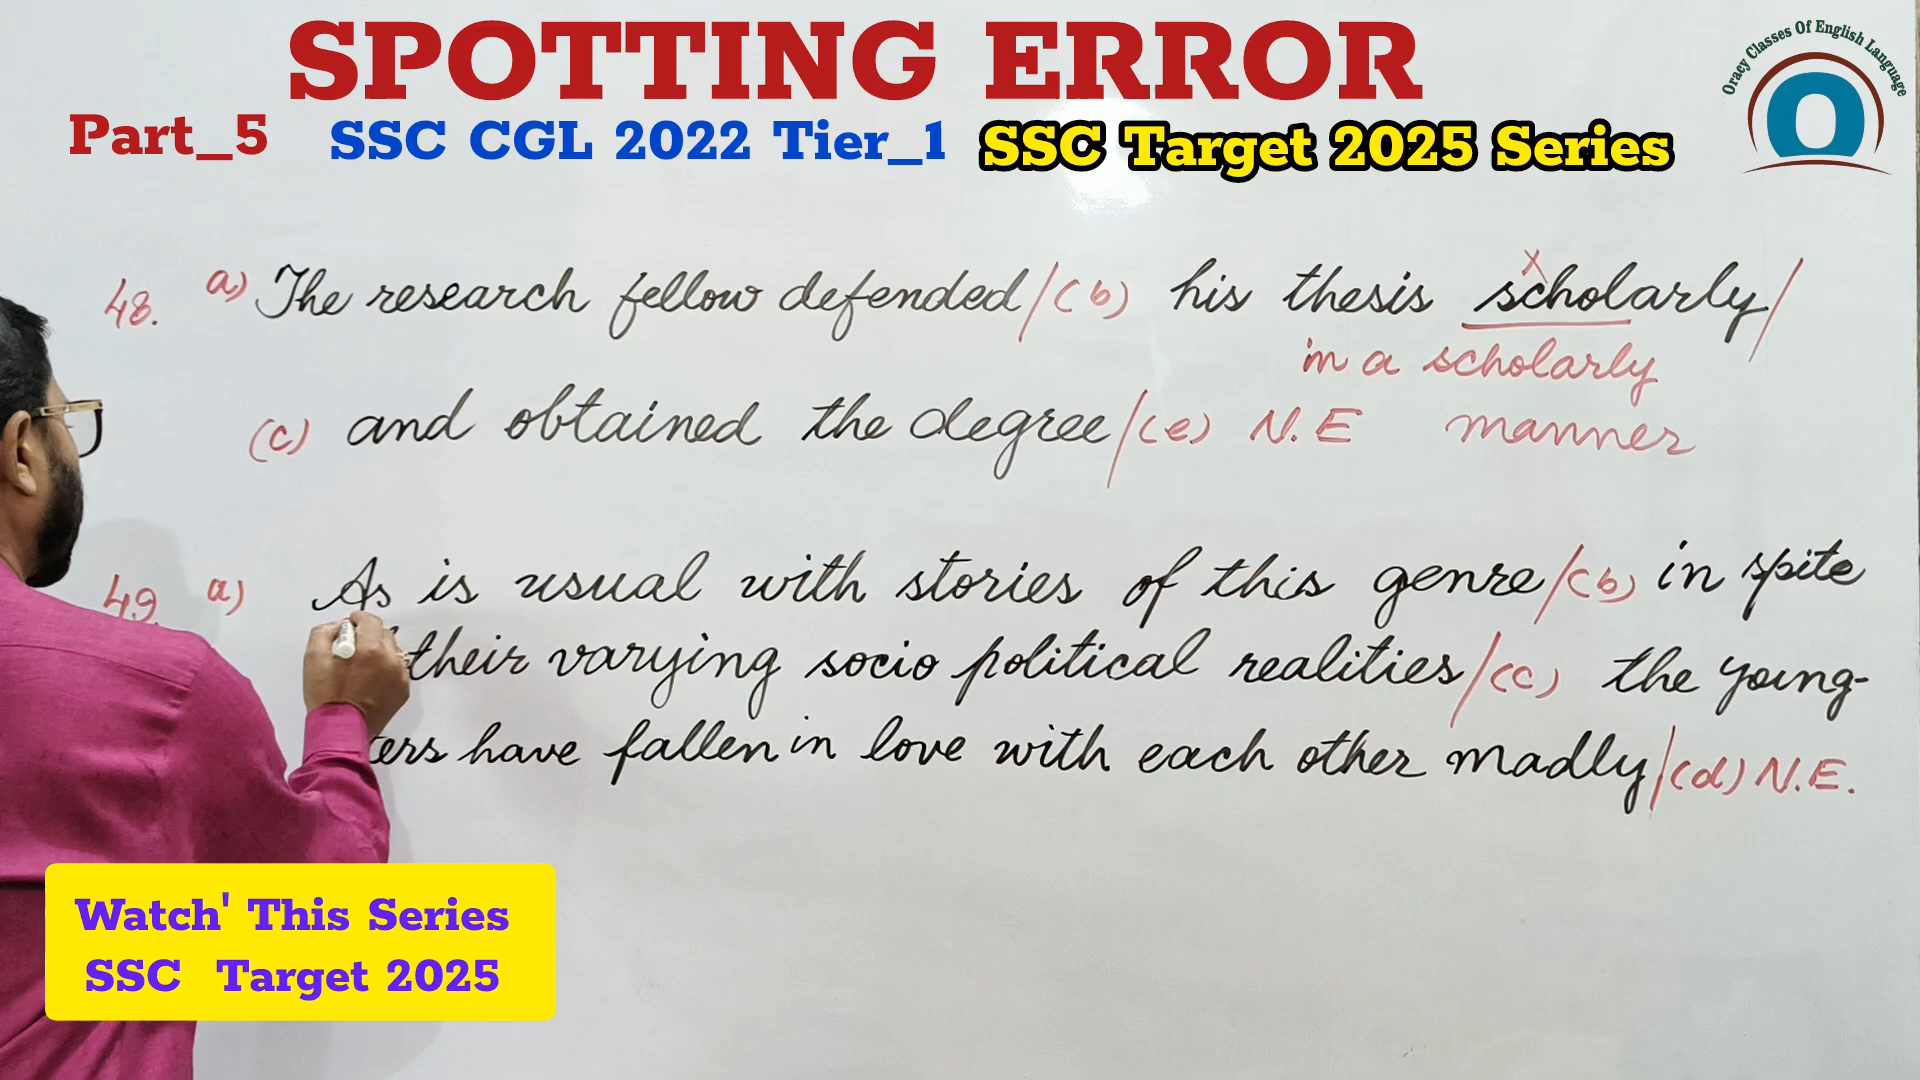 SPOTTING ERROR
Part_5 SSC CGL 2022 Tier_1 SSC Target 2025 Series
Oracy Classes Of English Language
O
48. a) The research fellow defended/(b) his thesis scholarly/
x
in a scholarly
(c) and obtained the degree/(e) N.E manner
49. a) As is usual with stories of this genre/(b) in spite
their varying socio political realities/(c) the young-
ters have fallen in love with each other madly/(d) N.E.
Watch' This Series
SSC Target 2025